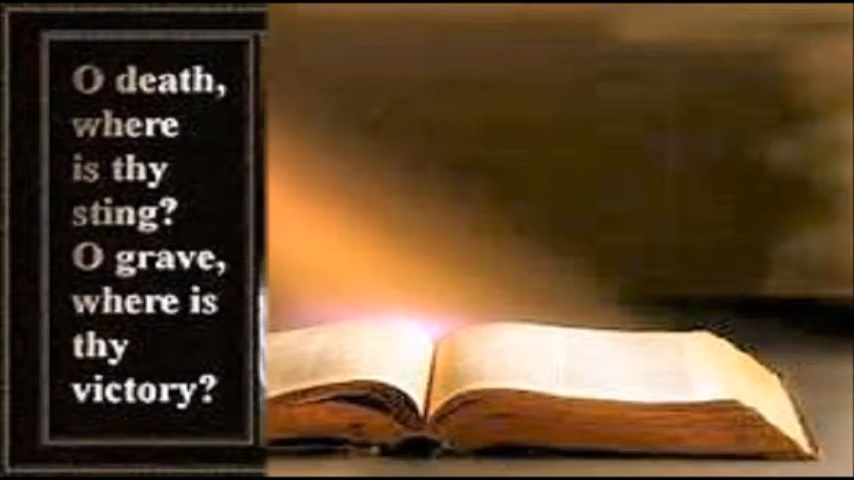 O death,
where
is thy
sting?
O grave,
where is
thy
victory?